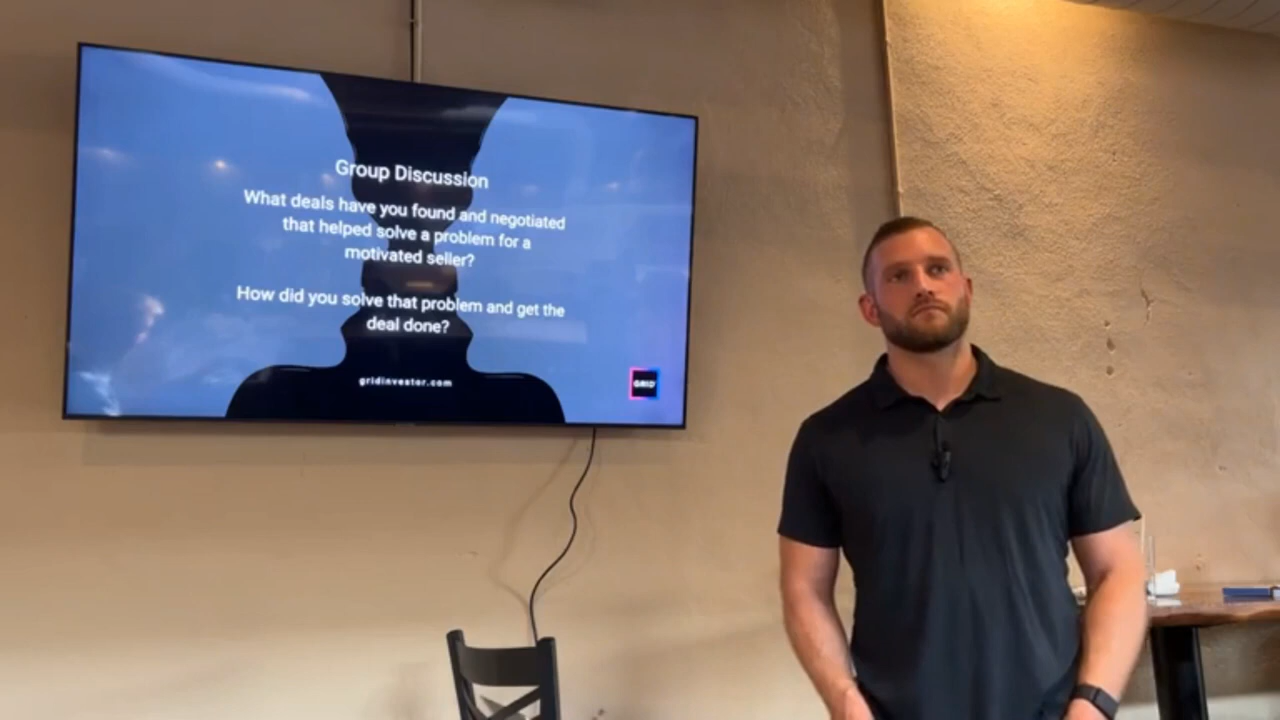 Group Discussion
What deals have you found and negotiated
that helped solve a problem for a
motivated seller?
How did you solve that problem and get the
deal done?
gridinvestor.com
GRID